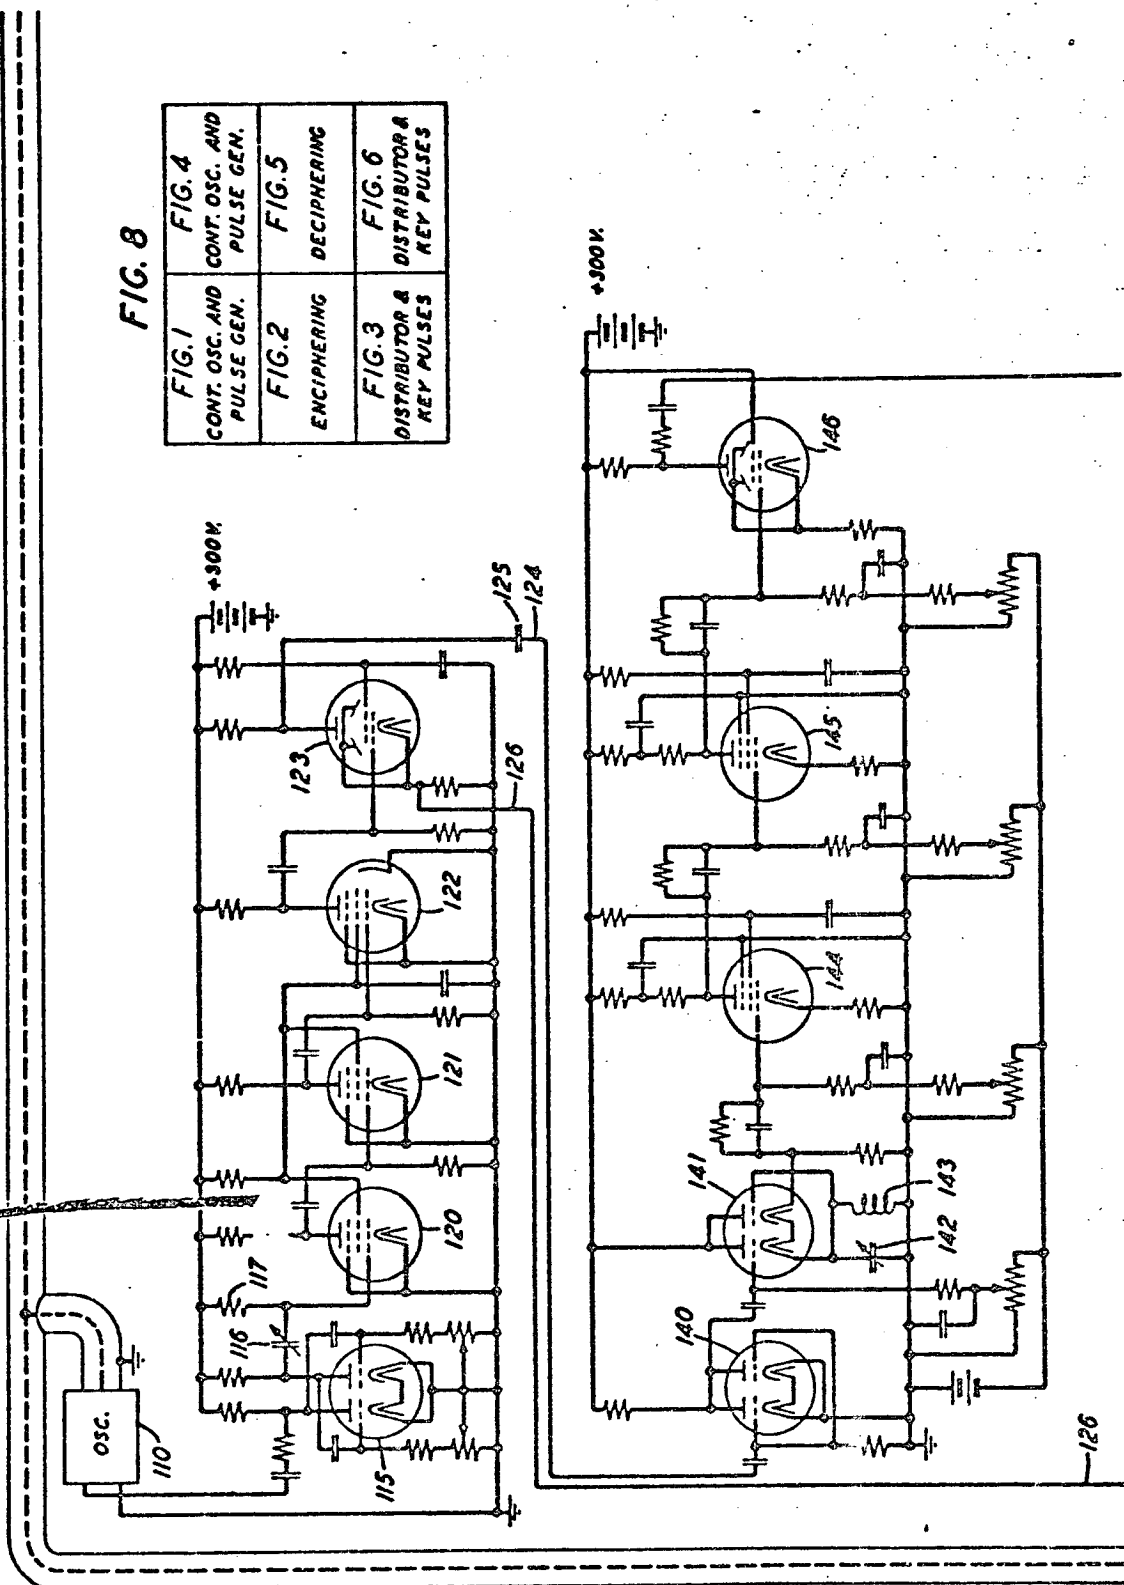 FIG. 8
FIG. 1
CONT. OSC. AND
PULSE GEN.
FIG. 4
CONT. OSC. AND
PULSE GEN.
FIG. 2
ENCIPHERING
FIG. 5
DECIPHERING
FIG. 3
DISTRIBUTOR &
KEY PULSES
FIG. 6
DISTRIBUTOR &
KEY PULSES
OSC.
110
115
116
117
120
121
122
123
+300V.
125
124
126
140
141
142
143
144
145
146
+300V.
126